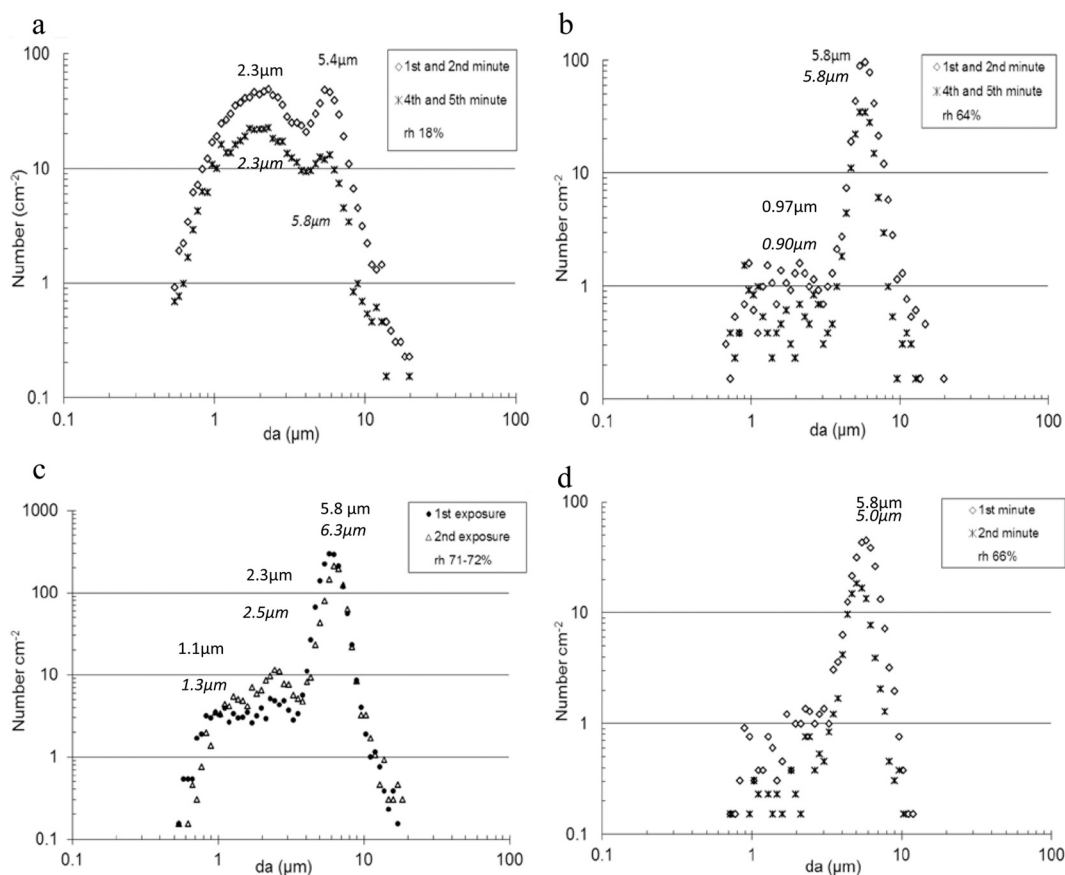 a
Number (cm-2)
100
10
1
0.1
0.1
1
10
100
da (µm)
2.3µm
5.4µm
2.3µm
5.8µm
1st and 2nd minute
4th and 5th minute
rh 18%
b
Number cm-2
100
10
1
0
0.1
1
10
100
da (µm)
5.8µm
5.8µm
0.97µm
0.90µm
1st and 2nd minute
4th and 5th minute
rh 64%
c
Number cm-2
1000
100
10
1
0.1
0.1
1
10
100
da (µm)
5.8 µm
6.3µm
2.3µm
2.5µm
1.1µm
1.3µm
1st exposure
2nd exposure
rh 71-72%
d
Number cm-2
100
10
1
0.1
0.1
1
10
100
da (µm)
5.8µm
5.0µm
1st minute
2nd minute
rh 66%